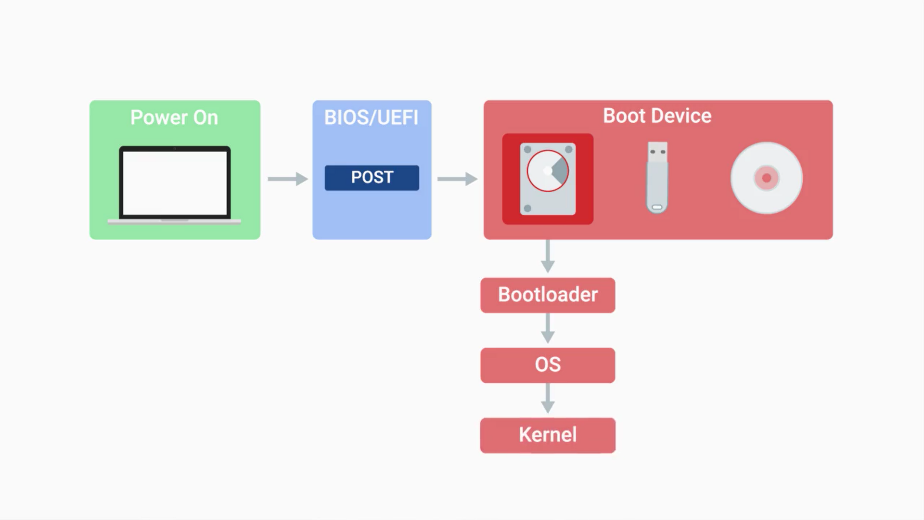 Power On
BIOS/UEFI
POST
Boot Device
Bootloader
OS
Kernel